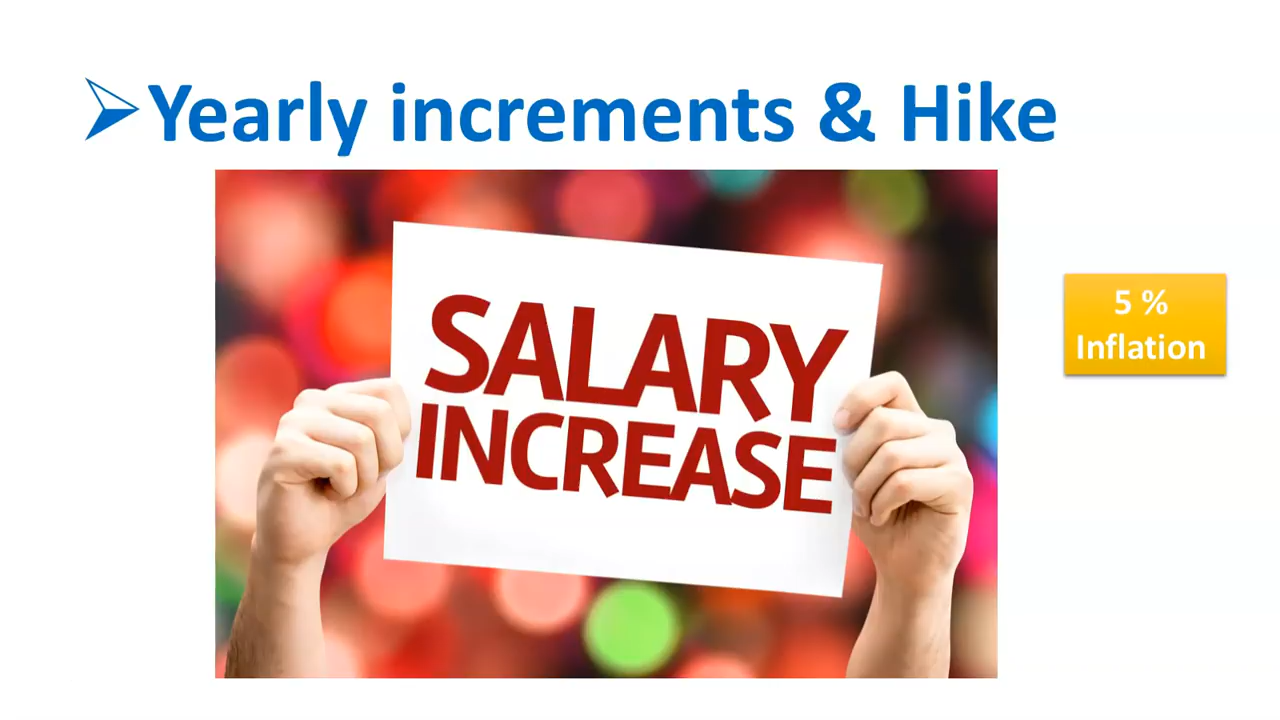 Yearly increments & Hike
SALARY
INCREASE
5 %
Inflation